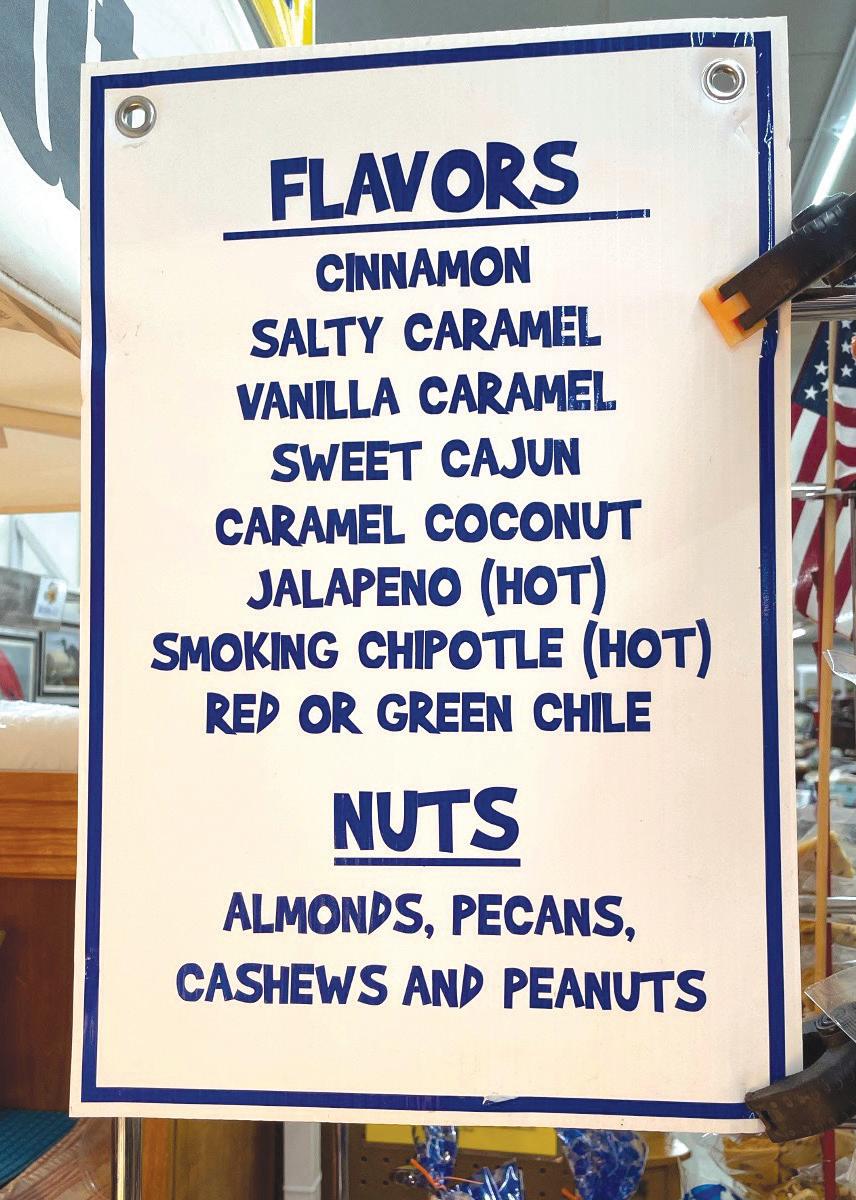 FLAVORS
CINNAMON
SALTY CARAMEL
VANILLA CARAMEL
SWEET CAJUN
CARAMEL COCONUT
JALAPENO (HOT)
SMOKING CHIPOTLE (HOT)
RED OR GREEN CHILE
NUTS
ALMONDS, PECANS,
CASHEWS AND PEANUTS